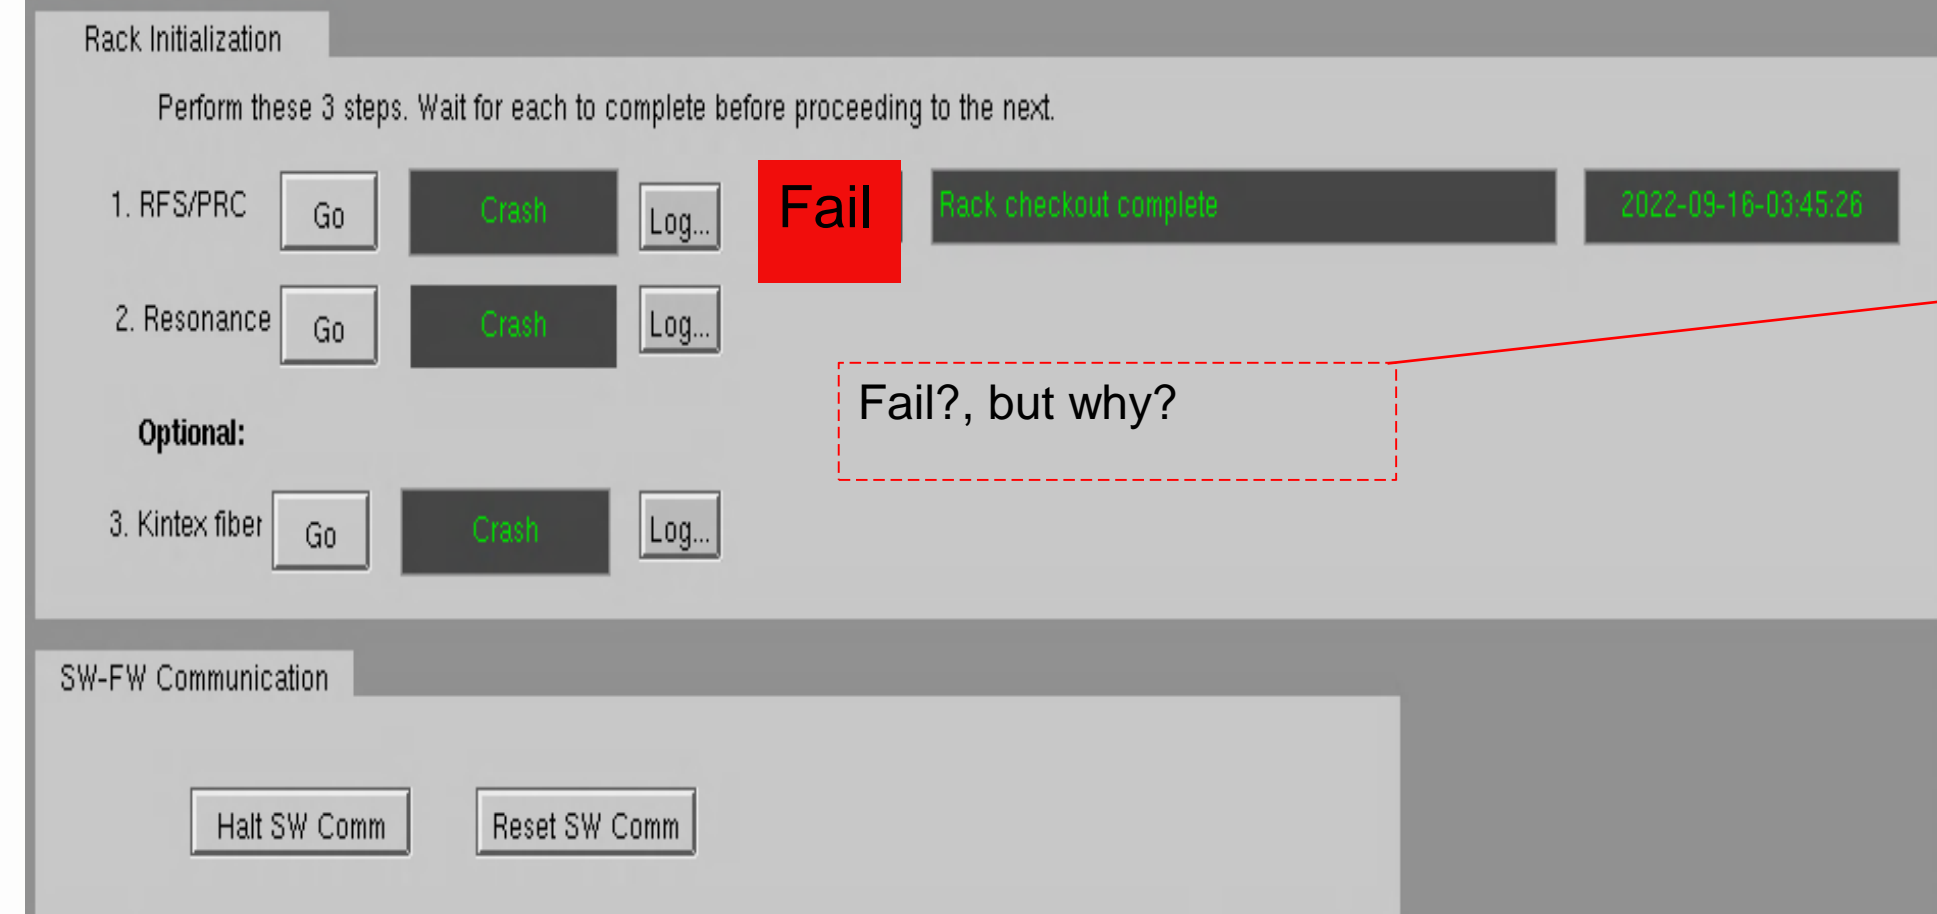 Rack Initialization
Perform these 3 steps. Wait for each to complete before proceeding to the next.
1. RFS/PRC Go Crash Log... Fail Rack checkout complete 2022-09-16-03:45:26
2. Resonance Go Crash Log...
Fail?, but why?
Optional:
3. Kintex fiber Go Crash Log...
SW-FW Communication
Halt SW Comm Reset SW Comm